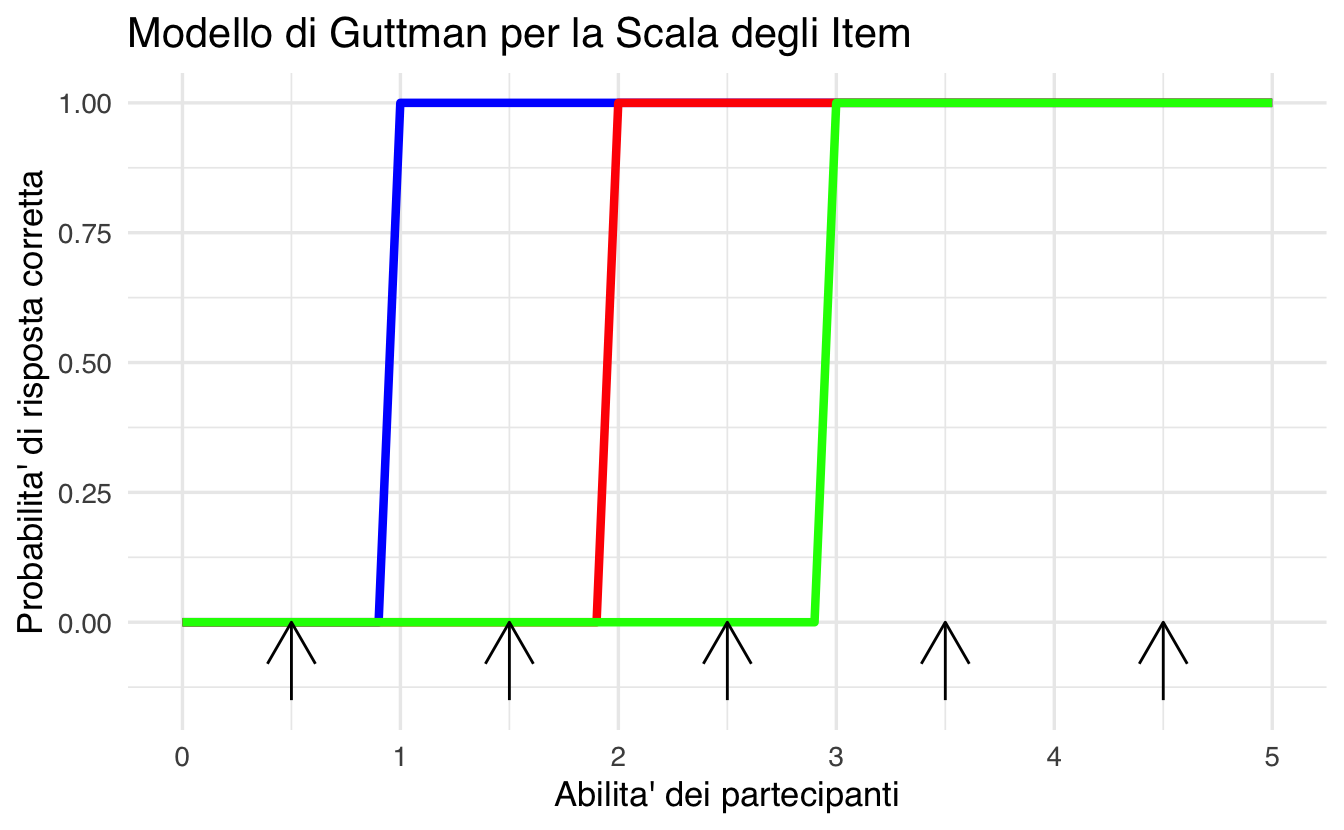 Modello di Guttman per la Scala degli Item
Probabilita' di risposta corretta
1.00
0.75
0.50
0.25
0.00
0 1 2 3 4 5
Abilita' dei partecipanti